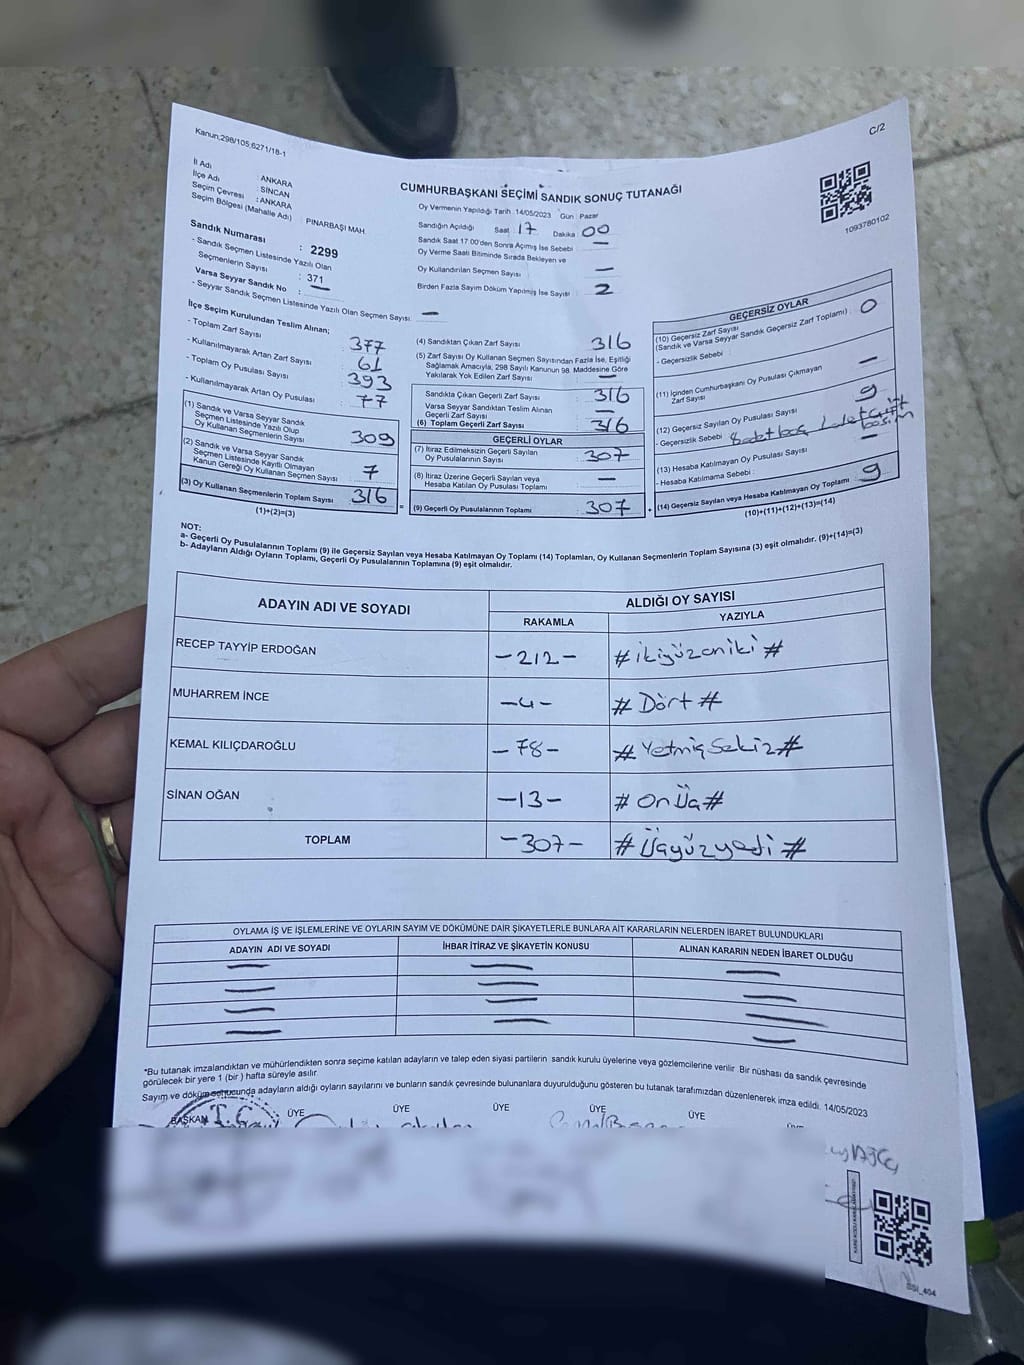 Kanun;298/105;6271/18-1
C/2
İl Adı : ANKARA
İlçe Adı : SİNCAN
Seçim Çevresi : ANKARA
Seçim Bölgesi (Mahalle Adı) : PINARBAŞI MAH.
Sandık Numarası : 2299
- Sandık Seçmen Listesinde Yazılı Olan
Seçmenlerin Sayısı : 371
Varsa Seyyar Sandık No : —
- Seyyar Sandık Seçmen Listesinde Yazılı Olan Seçmen Sayısı : —
CUMHURBAŞKANI SEÇİMİ SANDIK SONUÇ TUTANAĞI
Oy Vermenin Yapıldığı Tarih :14/05/2023 Gün : Pazar
Sandığın Açıldığı Saat : 17 Dakika : 00
Sandık Saat 17.00'den Sonra Açılmış İse Sebebi : —
Oy Verme Saati Bitiminde Sırada Bekleyen ve
Oy Kullandırılan Seçmen Sayısı : —
Birden Fazla Sayım Döküm Yapılmış İse Sayısı : 2
1093780102
İlçe Seçim Kurulundan Teslim Alınan;
- Toplam Zarf Sayısı : 377
- Kullanılmayarak Artan Zarf Sayısı : 61
- Toplam Oy Pusulası Sayısı : 393
- Kullanılmayarak Artan Oy Pusulası : 77
(1) Sandık ve Varsa Seyyar Sandık
Seçmen Listesinde Yazılı Olup
Oy Kullanan Seçmenlerin Sayısı : 309
(2) Sandık ve Varsa Seyyar Sandık
Seçmen Listesinde Kayıtlı Olmayan
Kanun Gereği Oy Kullanan Seçmen Sayısı : 7
(3) Oy Kullanan Seçmenlerin Toplam Sayısı : 316
(1)+(2)=(3)
(4) Sandıktan Çıkan Zarf Sayısı : 316
(5) Zarf Sayısı Oy Kullanan Seçmen Sayısından Fazla İse, Eşitliği
Sağlamak Amacıyla, 298 Sayılı Kanunun 98. Maddesine Göre
Yakılarak Yok Edilen Zarf Sayısı : —
Sandıkta Çıkan Geçerli Zarf Sayısı : 316
Varsa Seyyar Sandıktan Teslim Alınan
Geçerli Zarf Sayısı : —
(6) Toplam Geçerli Zarf Sayısı : 316
GEÇERLİ OYLAR
(7) İtiraz Edilmeksizin Geçerli Sayılan
Oy Pusulalarının Sayısı : 307
(8) İtiraz Üzerine Geçerli Sayılan veya
Hesaba Katılan Oy Pusulası Toplamı : —
= (9) Geçerli Oy Pusulalarının Toplamı : 307 +
GEÇERSİZ OYLAR
(10) Geçersiz Zarf Sayısı
(Sandık ve Varsa Seyyar Sandık Geçersiz Zarf Toplamı) : 0
- Geçersizlik Sebebi :
(11) İçinden Cumhurbaşkanı Oy Pusulası Çıkmayan
Zarf Sayısı : —
(12) Geçersiz Sayılan Oy Pusulası Sayısı : 9
- Geçersizlik Sebebi
(13) Hesaba Katılmayan Oy Pusulası Sayısı : —
- Hesaba Katılmama Sebebi :
(14) Geçersiz Sayılan veya Hesaba Katılmayan Oy Toplamı : 9
(10)+(11)+(12)+(13)=(14)
NOT:
a- Geçerli Oy Pusulalarının Toplamı (9) ile Geçersiz Sayılan veya Hesaba Katılmayan Oy Toplamı (14) Toplamları, Oy Kullanan Seçmenlerin Toplam Sayısına (3) eşit olmalıdır. (9)+(14)=(3)
b- Adayların Aldığı Oyların Toplamı, Geçerli Oy Pusulalarının Toplamına (9) eşit olmalıdır.
ADAYIN ADI VE SOYADI ALDIĞI OY SAYISI
RAKAMLA YAZIYLA
RECEP TAYYİP ERDOĞAN -212- #ikiyüzoniki#
MUHARREM İNCE -4- # Dört #
KEMAL KILIÇDAROĞLU -78- #Yetmiş Sekiz#
SİNAN OĞAN -13- # On Üç#
TOPLAM -307- #Üçyüzyedi#
OYLAMA İŞ VE İŞLEMLERİNE VE OYLARIN SAYIM VE DÖKÜMÜNE DAİR ŞİKAYETLERLE BUNLARA AİT KARARLARIN NELERDEN İBARET BULUNDUKLARI
ADAYIN ADI VE SOYADI İHBAR İTİRAZ VE ŞİKAYETİN KONUSU ALINAN KARARIN NEDEN İBARET OLDUĞU
*Bu tutanak imzalandıktan ve mühürlendikten sonra seçime katılan adayların ve talep eden siyasi partilerin sandık kurulu üyelerine veya gözlemcilerine verilir. Bir nüshası da sandık çevresinde
görülecek bir yere 1 (bir ) hafta süreyle asılır.
Sayım ve döküm sonucunda adayların aldığı oyların sayılarını ve bunların sandık çevresinde bulunanlara duyurulduğunu gösteren bu tutanak tarafımızdan düzenlenerek imza edildi. 14/05/2023
BAŞKAN ÜYE ÜYE ÜYE ÜYE ÜYE
T.C.
SSİ_404